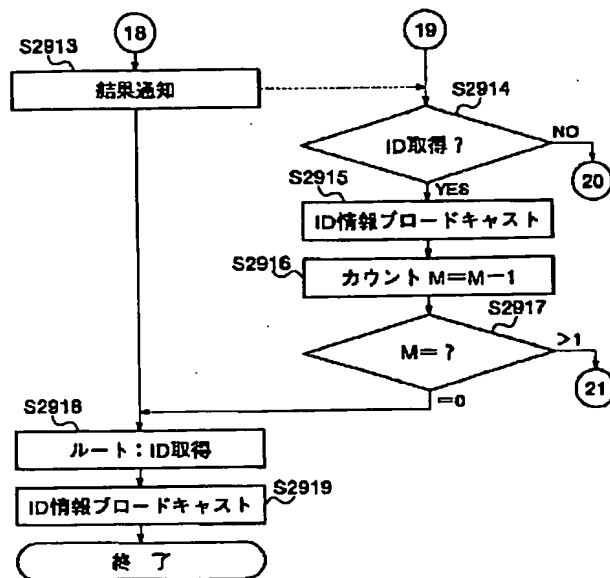 18
19
S2913
結果通知
S2914
ID取得？
NO
20
S2915
YES
ID情報ブロードキャスト
S2916
カウント M=M-1
S2917
M=？
>1
21
=0
S2918
ルート：ID取得
ID情報ブロードキャスト
S2919
終了